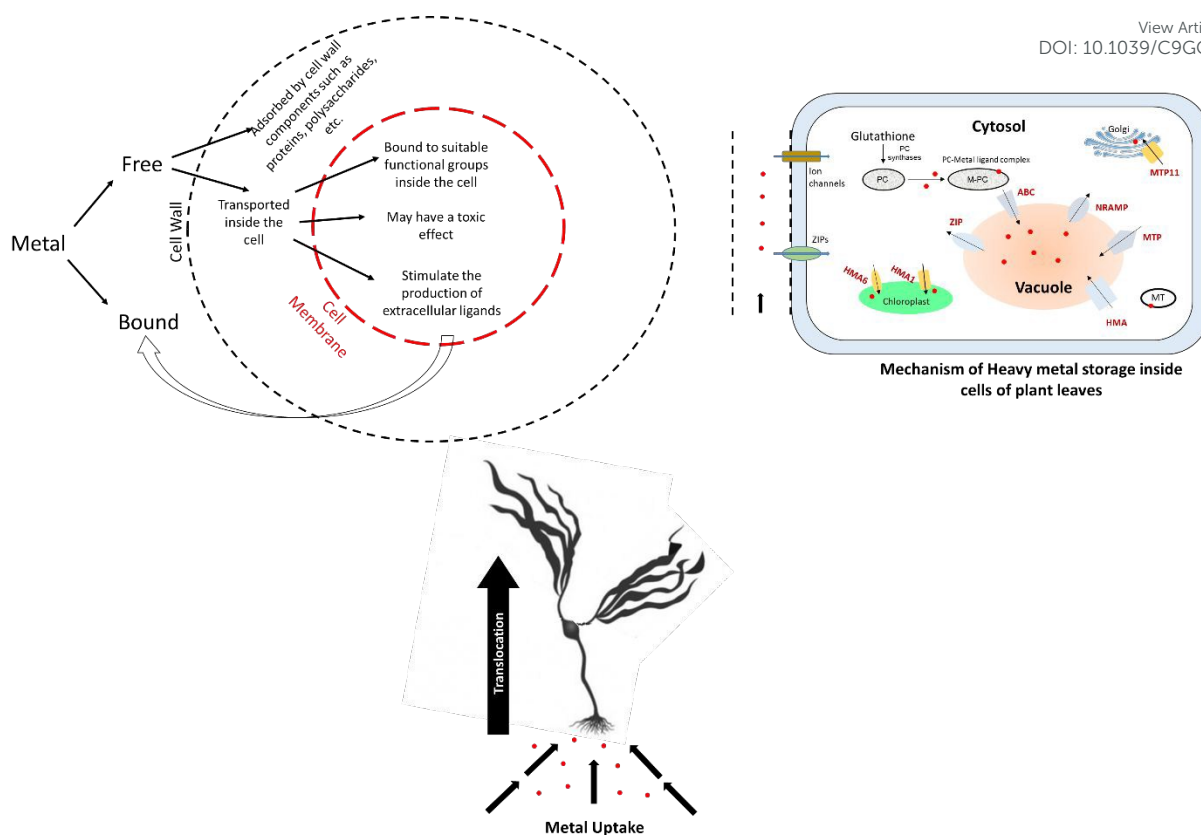 View Arti
DOI: 10.1039/C9GC
Metal
Free
Bound
Cell Wall
Adsorbed by cell wall
components such as
proteins, polysaccharides,
etc.
Transported
inside the
cell
Bound to suitable
functional groups
inside the cell
May have a toxic
effect
Stimulate the
production of
extracellular ligands
Cell
Membrane
Ion
channels
ZIPs
Cytosol
Glutathione
PC
synthases
PC
PC-Metal ligand complex
M-PC
Golgi
MTP11
ABC
NRAMP
ZIP
MTP
Vacuole
HMA6
HMA1
Chloroplast
MT
HMA
Mechanism of Heavy metal storage inside
cells of plant leaves
Translocation
Metal Uptake